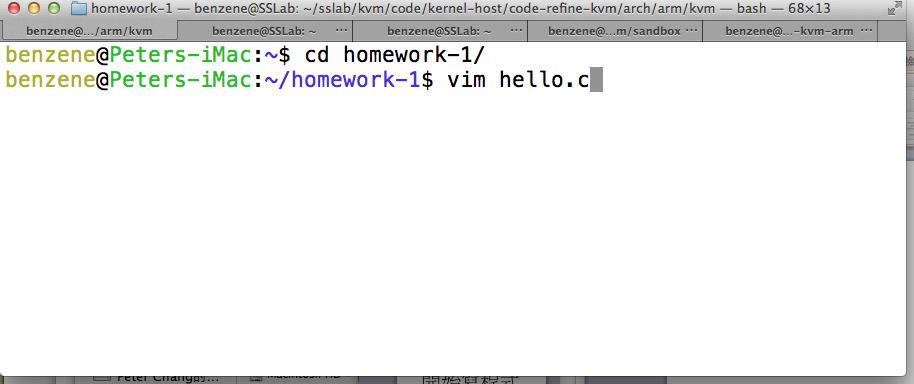 homework-1 — benzene@SSLab: ~/sslab/kvm/code/kernel-host/code-refine-kvm/arch/arm/kvm — bash — 68×13
benzene@.../arm/kvm benzene@SSLab: ~ ... benzene@SSLab: ~ ... benzene@...m/sandbox ... benzene@...-kvm-arm ...
benzene@Peters-iMac:~$ cd homework-1/
benzene@Peters-iMac:~/homework-1$ vim hello.c